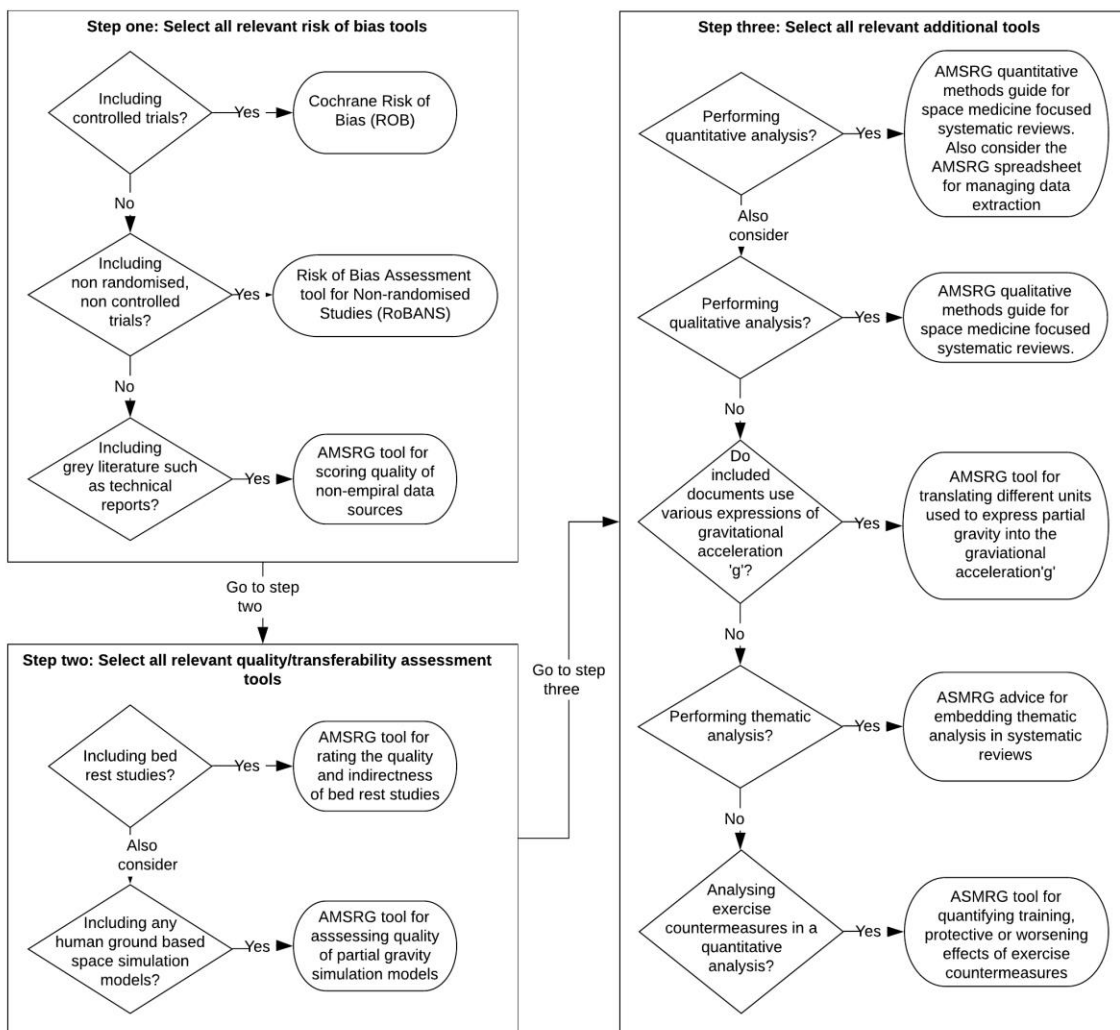 Step one: Select all relevant risk of bias tools
Including
controlled trials?
Yes
Cochrane Risk of
Bias (ROB)
No
Including
non randomised,
non controlled
trials?
Yes
Risk of Bias Assessment
tool for Non-randomised
Studies (RoBANS)
No
Including
grey literature such
as technical
reports?
Yes
AMSRG tool for
scoring quality of
non-empiral data
sources
Go to step
two
Step two: Select all relevant quality/transferability assessment
tools
Including bed
rest studies?
Yes
AMSRG tool for
rating the quality
and indirectness
of bed rest studies
Also
consider
Including any
human ground based
space simulation
models?
Yes
AMSRG tool for
asssessing quality
of partial gravity
simulation models
Go to step
three
Step three: Select all relevant additional tools
Performing
quantitative analysis?
Yes
AMSRG quantitative
methods guide for
space medicine focused
systematic reviews.
Also consider the
AMSRG spreadsheet
for managing data
extraction
Also
consider
Performing
qualitative analysis?
Yes
AMSRG qualitative
methods guide for
space medicine focused
systematic reviews.
No
Do
included
documents use
various expressions of
gravitational
acceleration
'g'?
Yes
AMSRG tool for
translating different units
used to express partial
gravity into the
graviational
acceleration'g'
No
Performing thematic
analysis?
Yes
ASMRG advice for
embedding thematic
analysis in systematic
reviews
No
Analysing
exercise
countermeasures in a
quantitative
analysis?
Yes
ASMRG tool for
quantifying training,
protective or worsening
effects of exercise
countermeasures